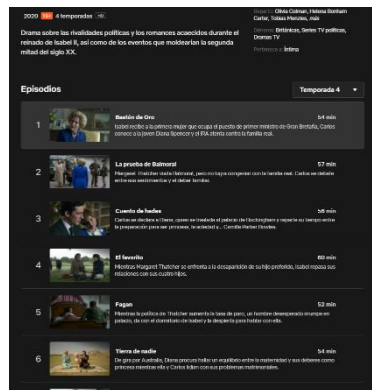 2020 16+ 4 temporadas HD
Drama sobre las rivalidades políticas y los romances acaecidos durante el
reinado de Isabel II, así como de los eventos que moldearían la segunda
mitad del siglo XX.
Reparto: Olivia Colman, Helena Bonham
Carter, Tobias Menzies, más
Géneros: Británicas, Series TV políticas,
Dramas TV
Pertenece a: Íntima
Episodios
Temporada 4
1
Bastón de Oro
54 min
Isabel recibe a la primera mujer que ocupa el puesto de primer ministro de Gran Bretaña, Carlos
conoce a la joven Diana Spencer y el IRA atenta contra la familia real.
2
La prueba de Balmoral
57 min
Margaret Thatcher visita Balmoral, pero no logra congeniar con la familia real. Carlos se debate
entre sus sentimientos y el deber familiar.
3
Cuento de hadas
56 min
Carlos se declara a Diana, quien se traslada al palacio de Buckingham y reparte su tiempo entre
la preparación para ser princesa, la soledad y... Camilla Parker Bowles.
4
El favorito
60 min
Mientras Margaret Thatcher se enfrenta a la desaparición de su hijo preferido, Isabel repasa sus
relaciones con sus cuatro hijos.
5
Fagan
52 min
Mientras la política de Thatcher aumenta la tasa de paro, un hombre desesperado irrumpe en
palacio, da con el dormitorio de Isabel y la despierta para hablar con ella.
6
Tierra de nadie
54 min
De gira por Australia, Diana procura hallar un equilibrio entre la maternidad y sus deberes como
princesa mientras ella y Carlos lidian con sus problemas matrimoniales.